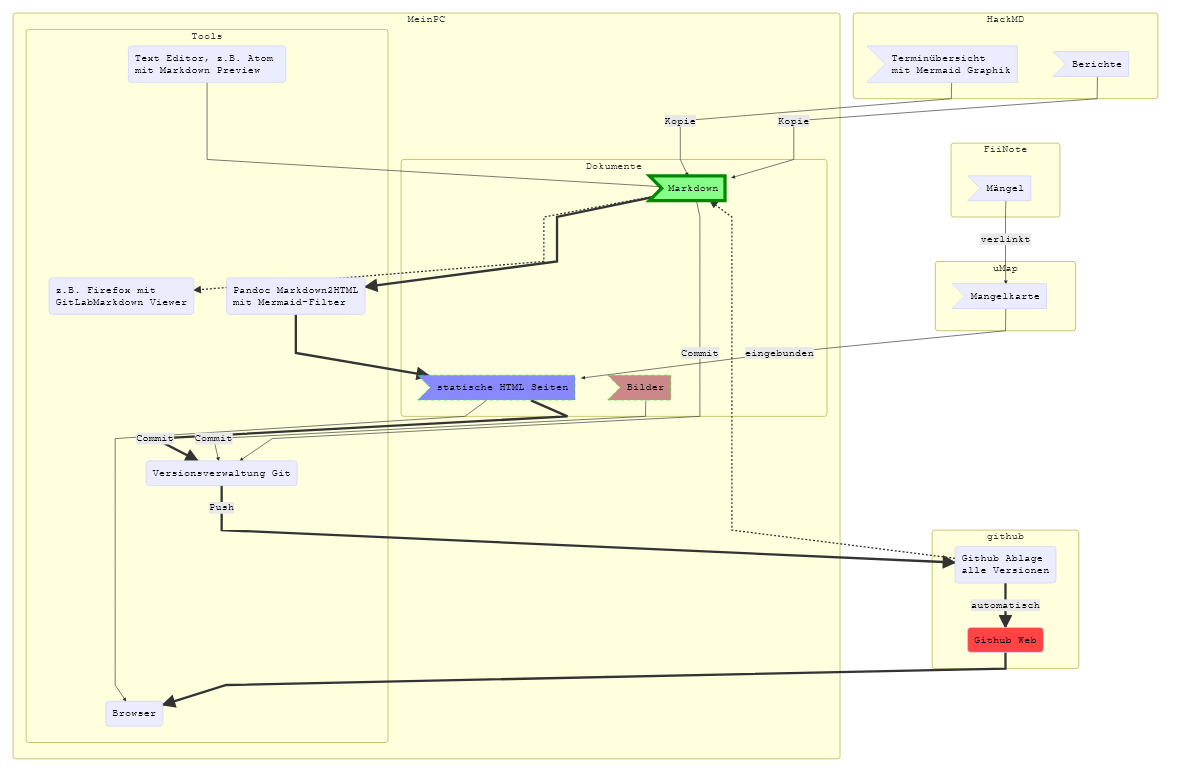 MeinPC
HackMD
Tools
Text Editor, z.B. Atom
mit Markdown Preview
Terminübersicht
mit Mermaid Graphik
Berichte
Kopie
Kopie
FiiNote
Dokumente
Markdown
Mängel
verlinkt
uMap
z.B. Firefox mit
GitLabMarkdown Viewer
Pandoc Markdown2HTML
mit Mermaid-Filter
Mängelkarte
Commit
eingebunden
statische HTML Seiten
Bilder
Commit
Commit
Versionsverwaltung Git
Push
github
Github Ablage
alle Versionen
automatisch
Github Web
Browser